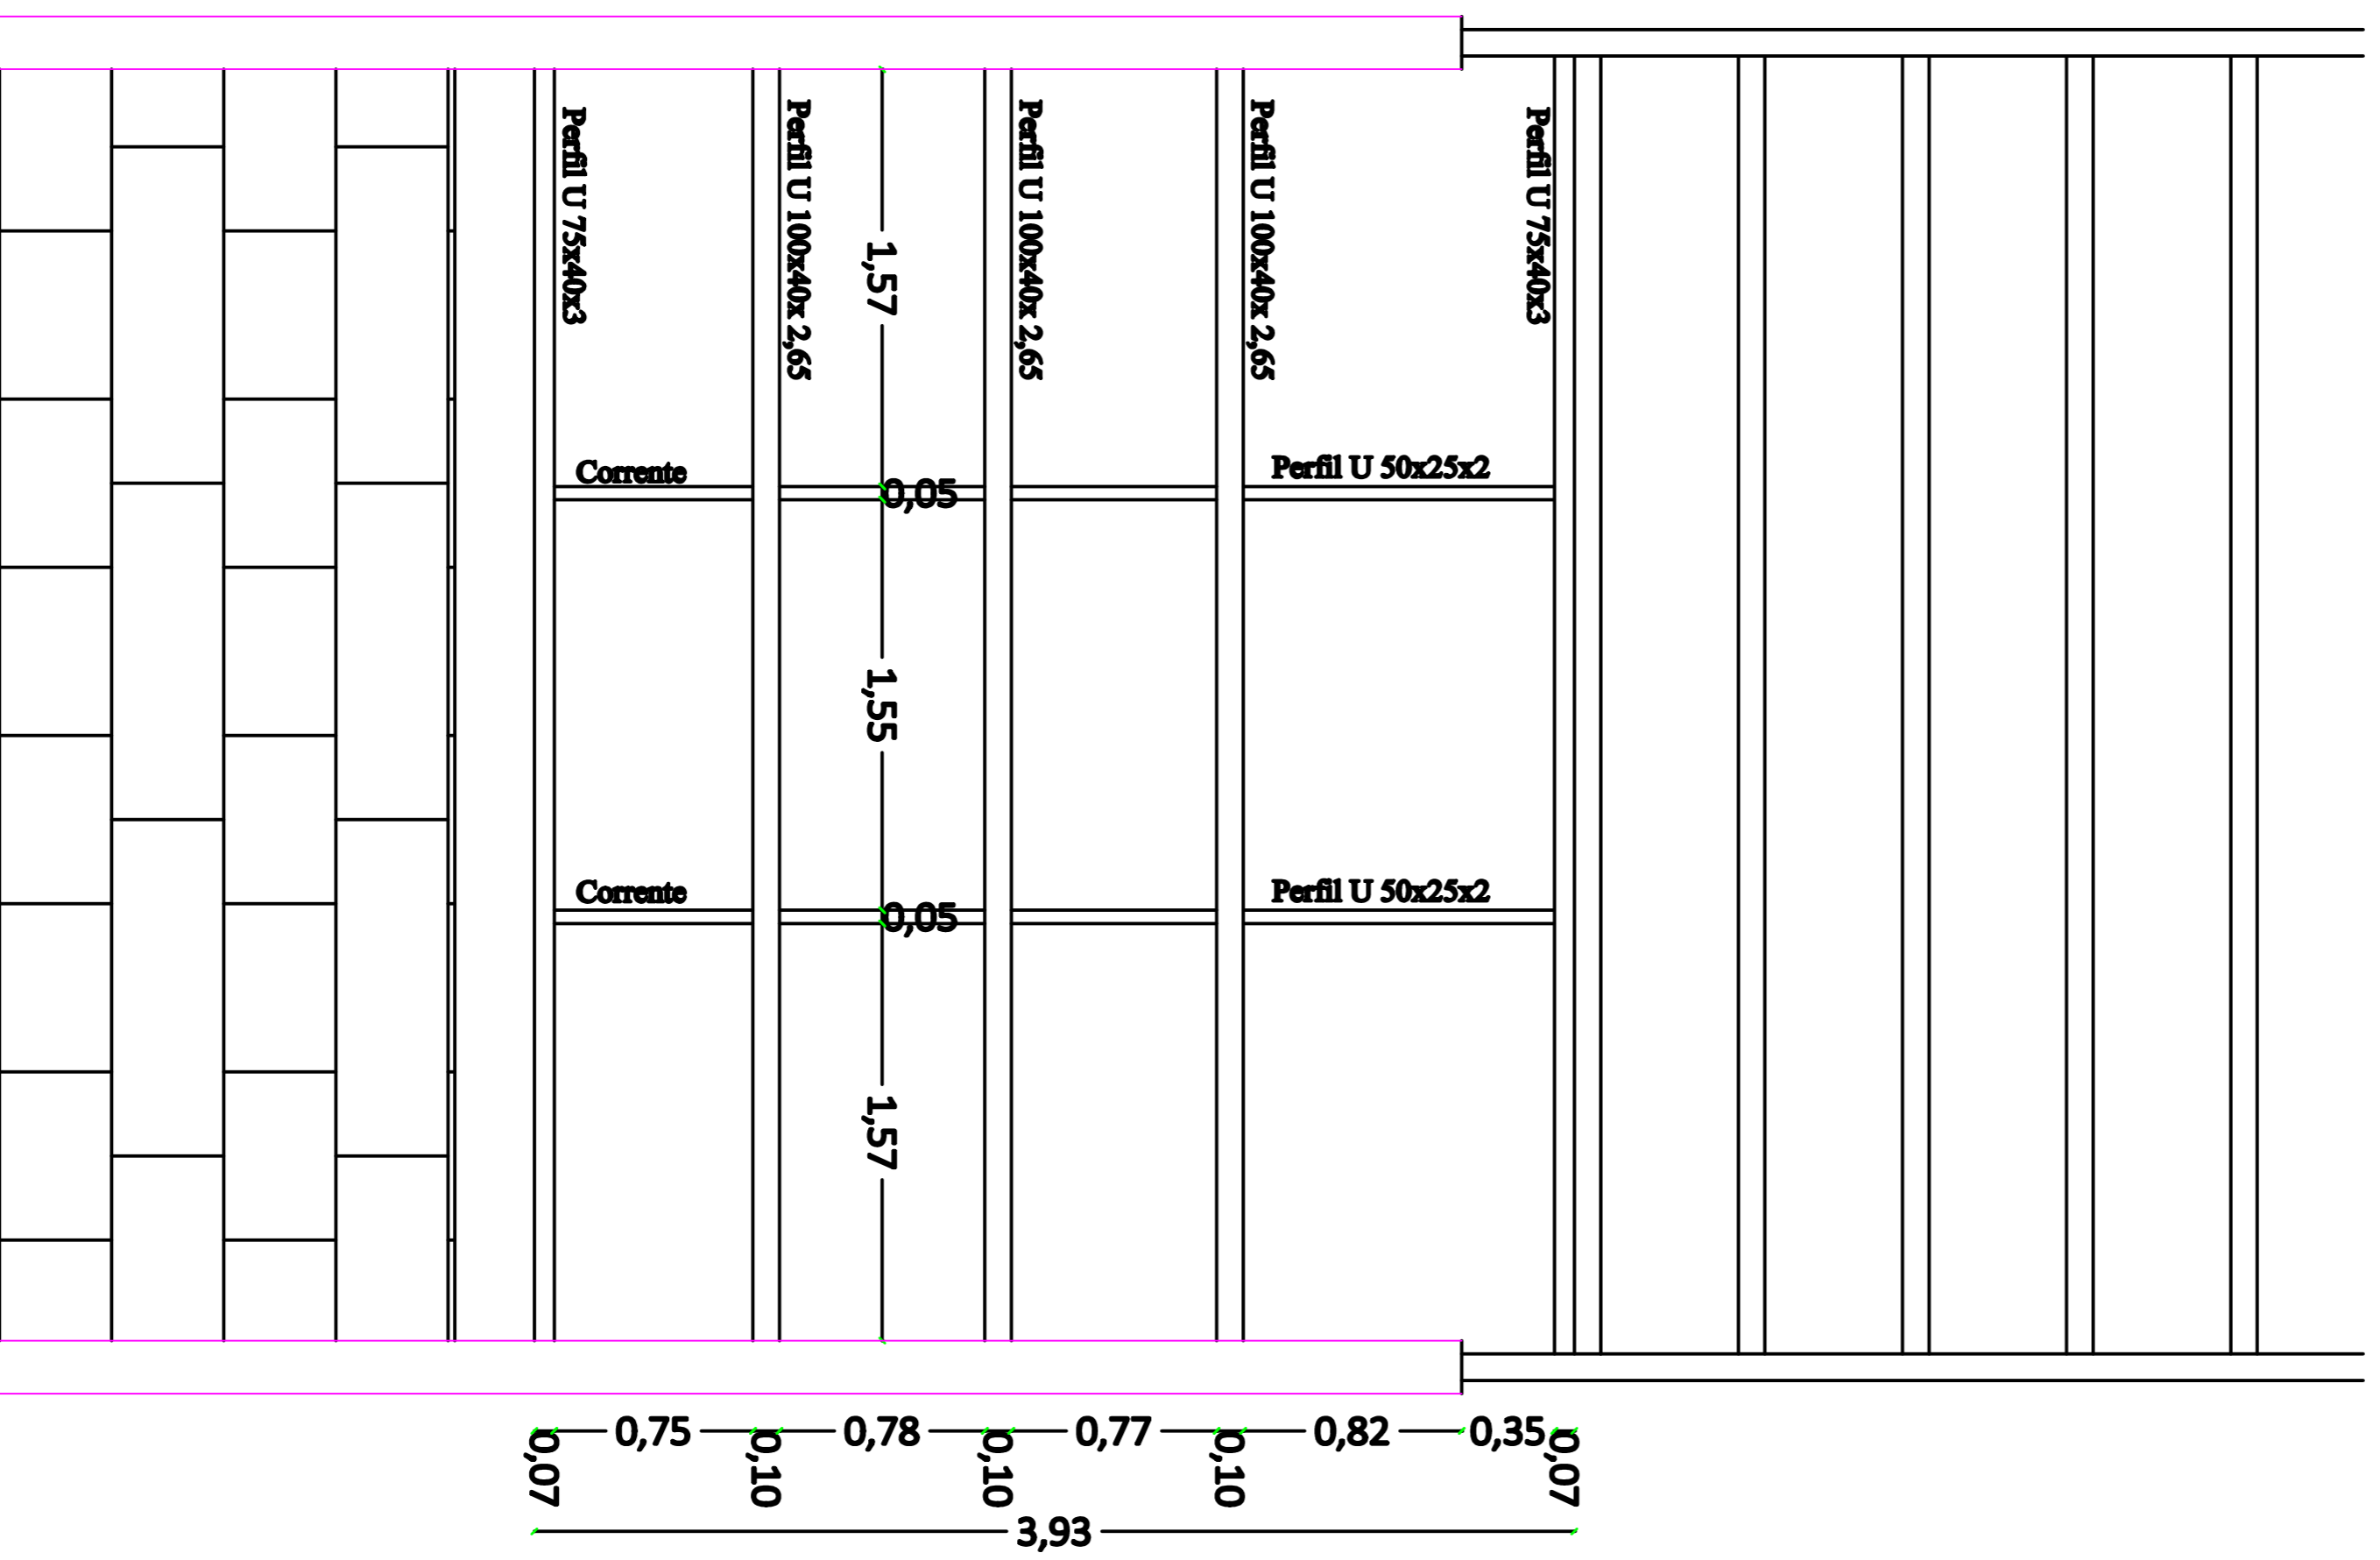 Perfil U 75x40x3
Perfil U 100x40x 2,65
1,57
Perfil U 100x40x 2,65
Perfil U 100x40x 2,65
Perfil U 75x40x3
Corrente
0,05
Perfil U 50x25x2
1,55
Corrente
0,05
Perfil U 50x25x2
1,57
0,07
0,75
0,10
0,78
0,10
0,77
0,10
0,82
0,35
0,07
3,93